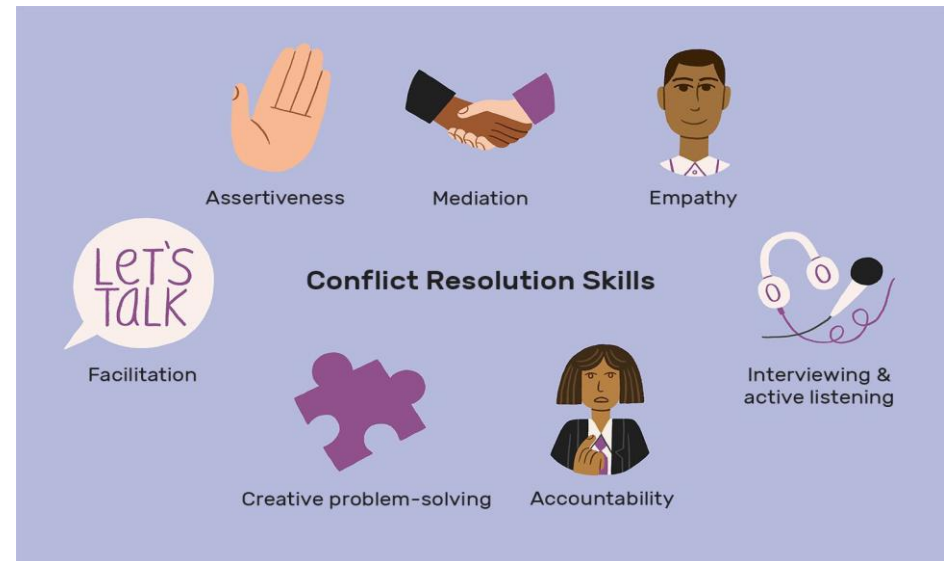 Assertiveness
Mediation
Empathy
LET'S
TALK
Conflict Resolution Skills
Facilitation
Interviewing &
active listening
Creative problem-solving
Accountability